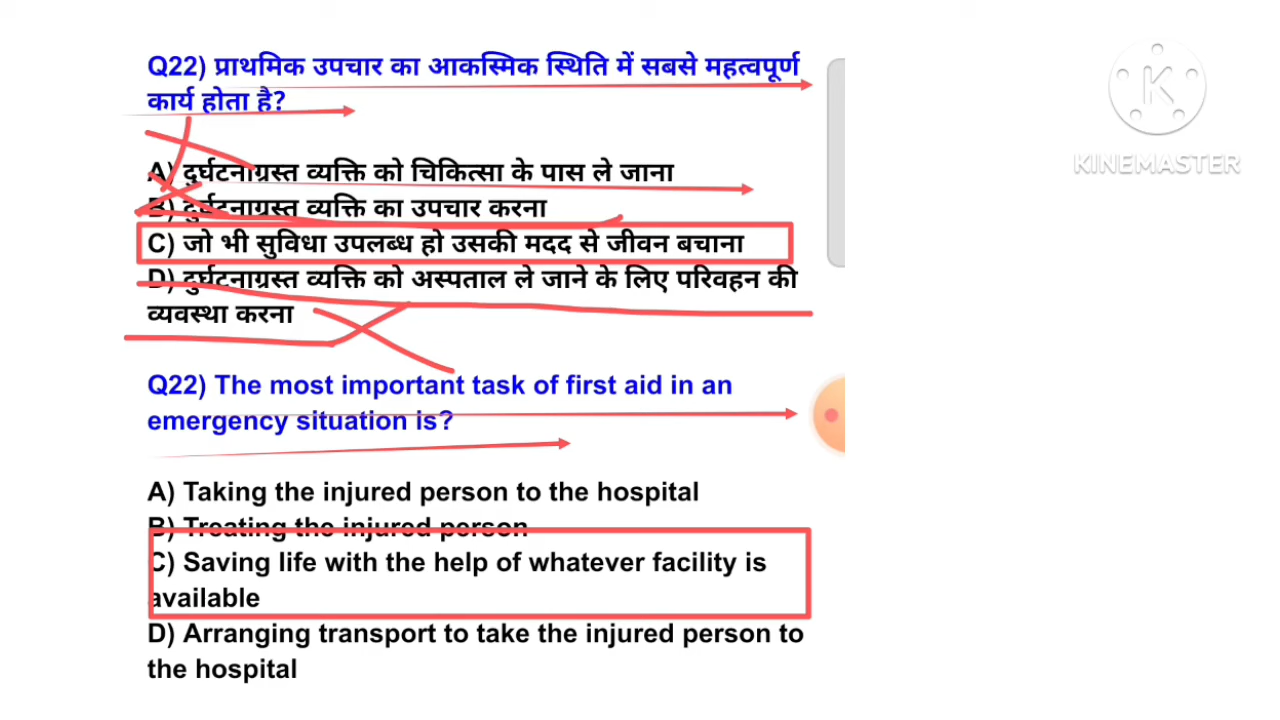 Q22) प्राथमिक उपचार का आकस्मिक स्थिति में सबसे महत्वपूर्ण
कार्य होता है?
A) दुर्घटनाग्रस्त व्यक्ति को चिकित्सा के पास ले जाना
B) दुर्घटनाग्रस्त व्यक्ति का उपचार करना
C) जो भी सुविधा उपलब्ध हो उसकी मदद से जीवन बचाना
D) दुर्घटनाग्रस्त व्यक्ति को अस्पताल ले जाने के लिए परिवहन की
व्यवस्था करना
Q22) The most important task of first aid in an
emergency situation is?
A) Taking the injured person to the hospital
B) Treating the injured person
C) Saving life with the help of whatever facility is
available
D) Arranging transport to take the injured person to
the hospital
K
KINEMASTER